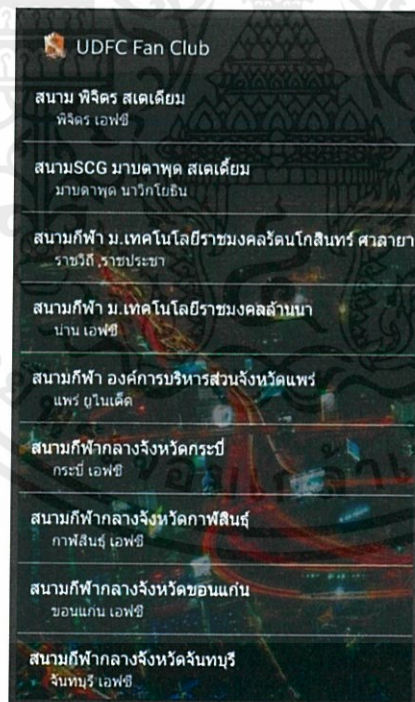 UDFC Fan Club
สนาม พิจิตร สเตเดียม
พิจิตร เอฟซี
สนามSCG มาบตาพุด สเตเดี้ยม
มาบตาพุด นาวิกโยธิน
สนามกีฬา ม.เทคโนโลยีราชมงคลรัตนโกสินทร์ ศาลายา
ราชวิถี ,ราชประชา
สนามกีฬา ม.เทคโนโลยีราชมงคลล้านนา
น่าน เอฟซี
สนามกีฬา องค์การบริหารส่วนจังหวัดแพร่
แพร่ ยูไนเต็ด
สนามกีฬากลางจังหวัดกระบี่
กระบี่ เอฟซี
สนามกีฬากลางจังหวัดกาฬสินธุ์
กาฬสินธุ์ เอฟซี
สนามกีฬากลางจังหวัดขอนแก่น
ขอนแก่น เอฟซี
สนามกีฬากลางจังหวัดจันทบุรี
จันทบุรี เอฟซี